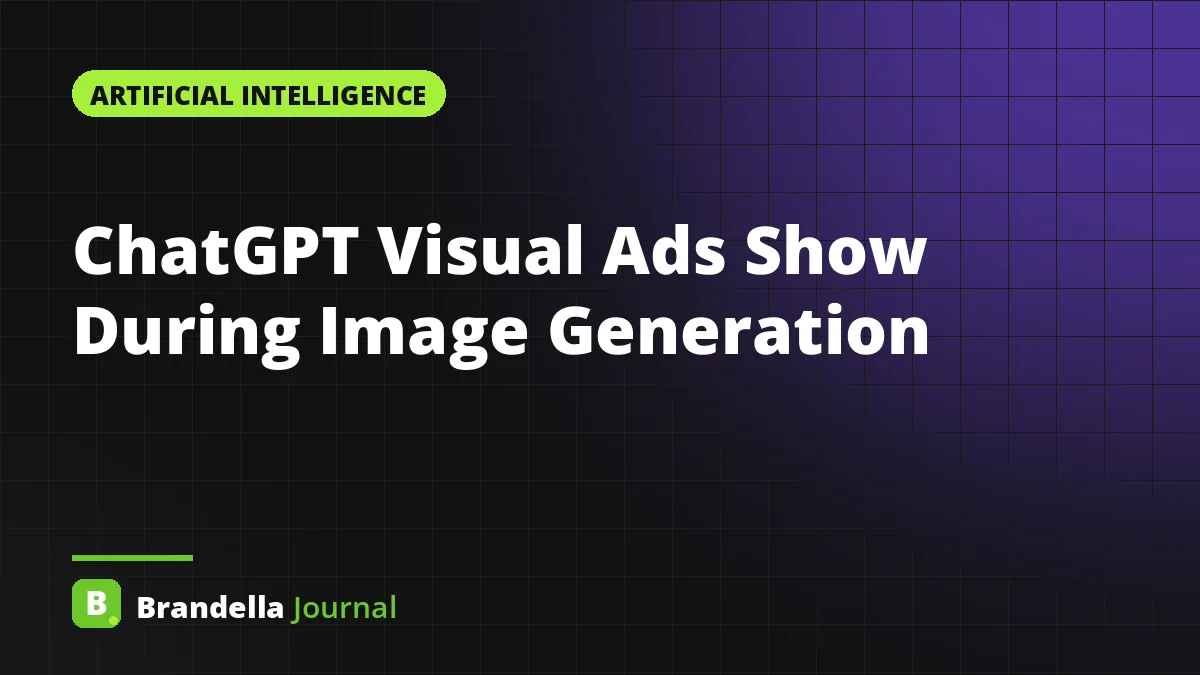 ARTIFICIAL INTELLIGENCE
ChatGPT Visual Ads Show
During Image Generation
B
Brandella Journal